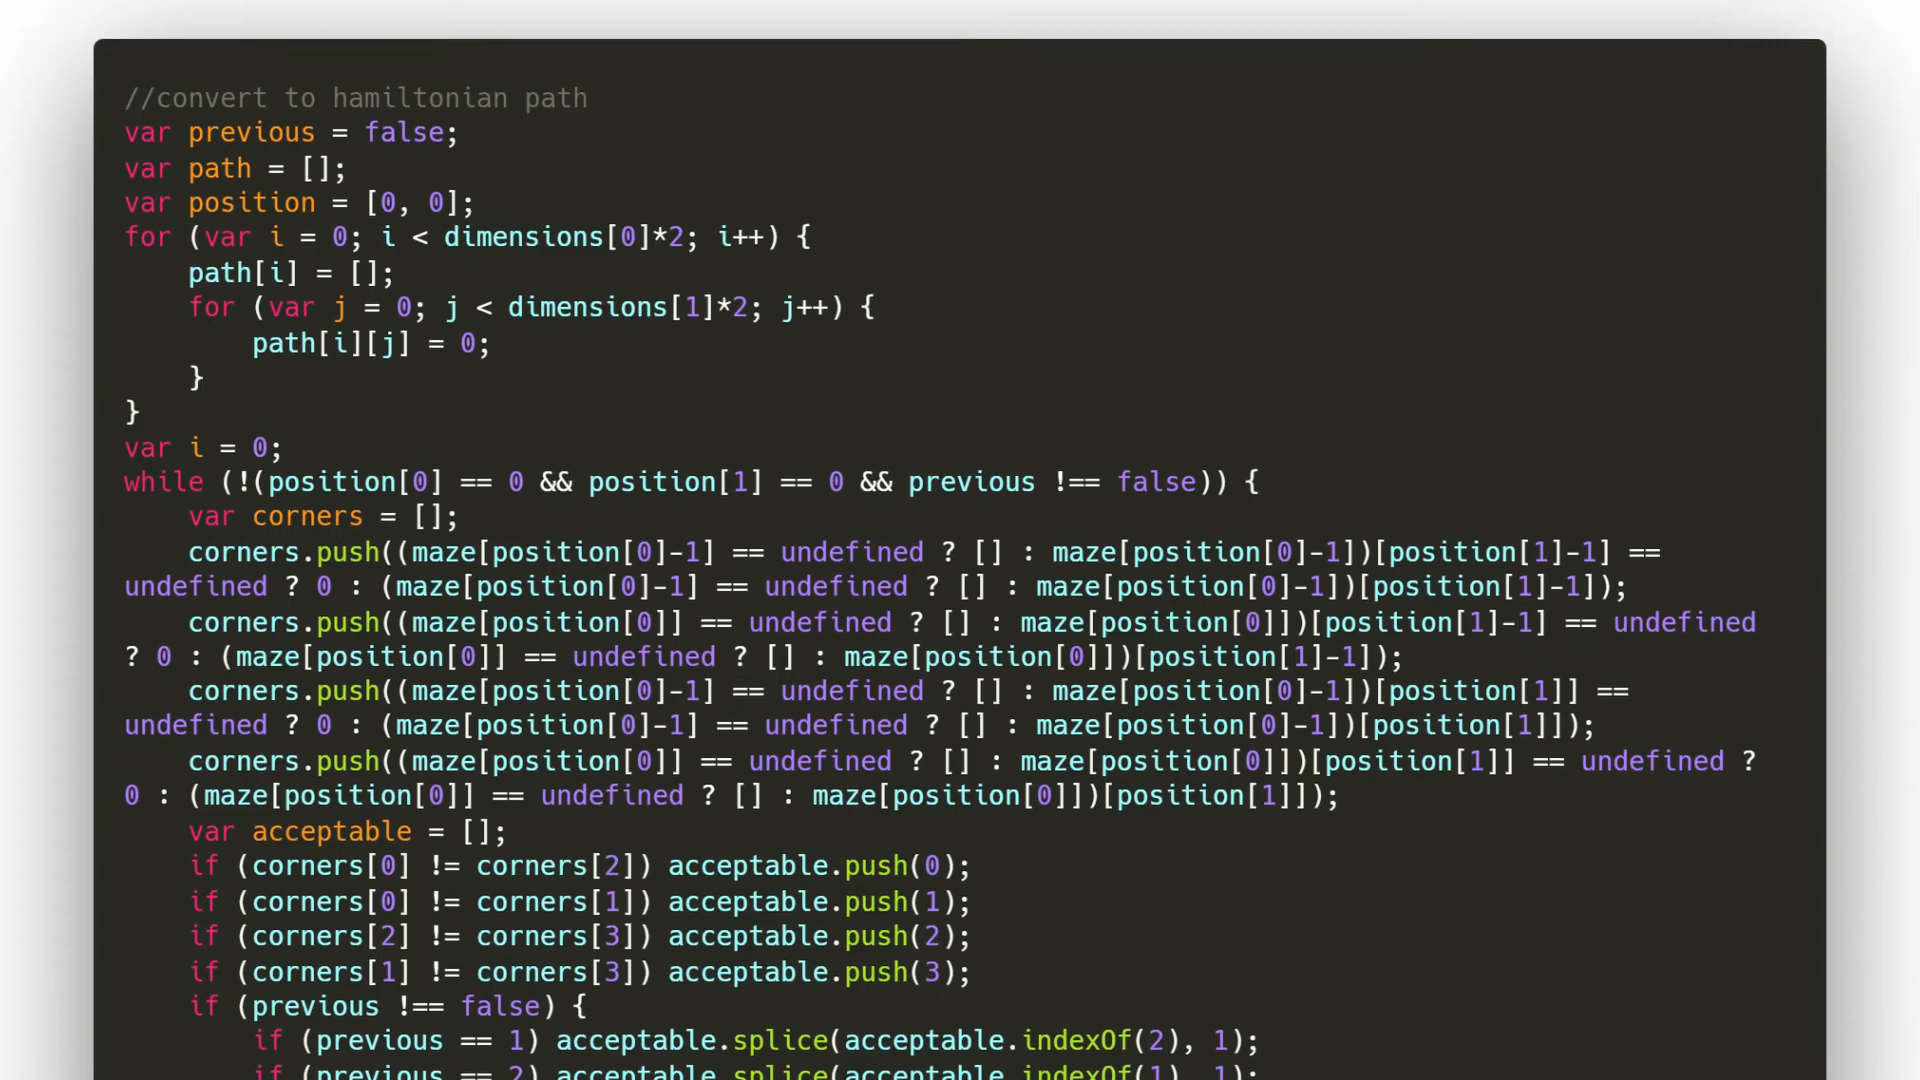 //convert to hamiltonian path
var previous = false;
var path = [];
var position = [0, 0];
for (var i = 0; i < dimensions[0]*2; i++) {
    path[i] = [];
    for (var j = 0; j < dimensions[1]*2; j++) {
        path[i][j] = 0;
    }
}
var i = 0;
while (!(position[0] == 0 && position[1] == 0 && previous !== false)) {
    var corners = [];
    corners.push((maze[position[0]-1] == undefined ? [] : maze[position[0]-1])[position[1]-1] ==
undefined ? 0 : (maze[position[0]-1] == undefined ? [] : maze[position[0]-1])[position[1]-1]);
    corners.push((maze[position[0]] == undefined ? [] : maze[position[0]])[position[1]-1] == undefined
? 0 : (maze[position[0]] == undefined ? [] : maze[position[0]])[position[1]-1]);
    corners.push((maze[position[0]-1] == undefined ? [] : maze[position[0]-1])[position[1]] ==
undefined ? 0 : (maze[position[0]-1] == undefined ? [] : maze[position[0]-1])[position[1]]);
    corners.push((maze[position[0]] == undefined ? [] : maze[position[0]])[position[1]] == undefined ?
0 : (maze[position[0]] == undefined ? [] : maze[position[0]])[position[1]]);
    var acceptable = [];
    if (corners[0] != corners[2]) acceptable.push(0);
    if (corners[0] != corners[1]) acceptable.push(1);
    if (corners[2] != corners[3]) acceptable.push(2);
    if (corners[1] != corners[3]) acceptable.push(3);
    if (previous !== false) {
        if (previous == 1) acceptable.splice(acceptable.indexOf(2), 1);
        if (previous == 2) acceptable.splice(acceptable.indexOf(1), 1);